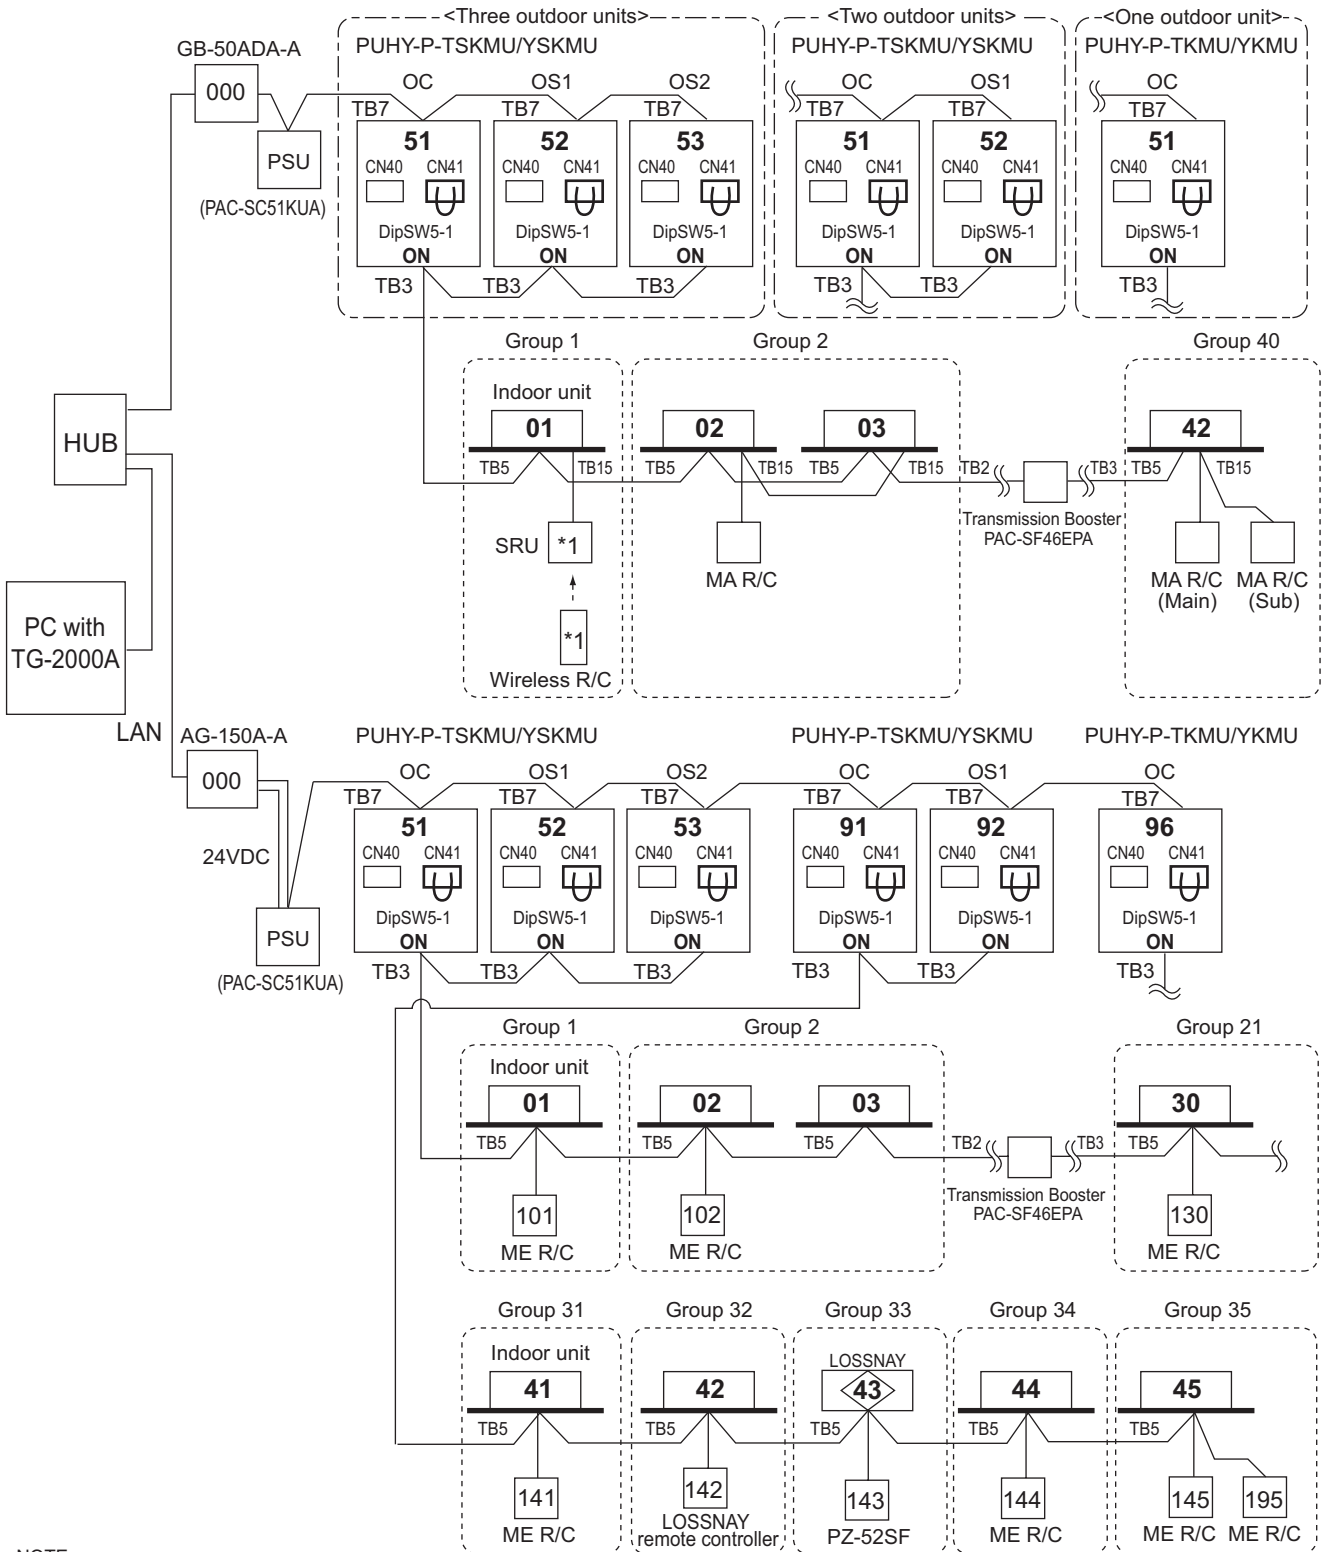 <Three outdoor units>
<Two outdoor units>
<One outdoor unit>
GB-50ADA-A
PUHY-P-TSKMU/YSKMU
PUHY-P-TSKMU/YSKMU
PUHY-P-TKMU/YKMU
000
OC
OS1
OS2
OC
OS1
OC
TB7
TB7
TB7
TB7
TB7
TB7
PSU
(PAC-SC51KUA)
51
52
53
51
52
51
CN40 CN41
CN40 CN41
CN40 CN41
CN40 CN41
CN40 CN41
CN40 CN41
DipSW5-1
DipSW5-1
DipSW5-1
DipSW5-1
DipSW5-1
DipSW5-1
ON
ON
ON
ON
ON
ON
TB3
TB3
TB3
TB3
TB3
TB3
Group 1
Group 2
Group 40
Indoor unit
01
02
03
42
TB5
TB15
TB5
TB15
TB5
TB15
TB2
TB3
TB5
TB15
HUB
Transmission Booster
PAC-SF46EPA
SRU
*1
MA R/C
MA R/C
(Main)
MA R/C
(Sub)
*1
Wireless R/C
PC with
TG-2000A
LAN
AG-150A-A
PUHY-P-TSKMU/YSKMU
PUHY-P-TSKMU/YSKMU
PUHY-P-TKMU/YKMU
000
OC
OS1
OS2
OC
OS1
OC
TB7
TB7
TB7
TB7
TB7
TB7
24VDC
PSU
(PAC-SC51KUA)
51
52
53
91
92
96
CN40 CN41
CN40 CN41
CN40 CN41
CN40 CN41
CN40 CN41
CN40 CN41
DipSW5-1
DipSW5-1
DipSW5-1
DipSW5-1
DipSW5-1
DipSW5-1
ON
ON
ON
ON
ON
ON
TB3
TB3
TB3
TB3
TB3
TB3
Group 1
Group 2
Group 21
Indoor unit
01
02
03
30
TB5
TB5
TB5
TB2
TB3
TB5
Transmission Booster
PAC-SF46EPA
101
102
130
ME R/C
ME R/C
ME R/C
Group 31
Group 32
Group 33
Group 34
Group 35
Indoor unit
LOSSNAY
41
42
43
44
45
TB5
TB5
TB5
TB5
TB5
141
142
143
144
145
195
ME R/C
LOSSNAY
remote controller
PZ-52SF
ME R/C
ME R/C
ME R/C